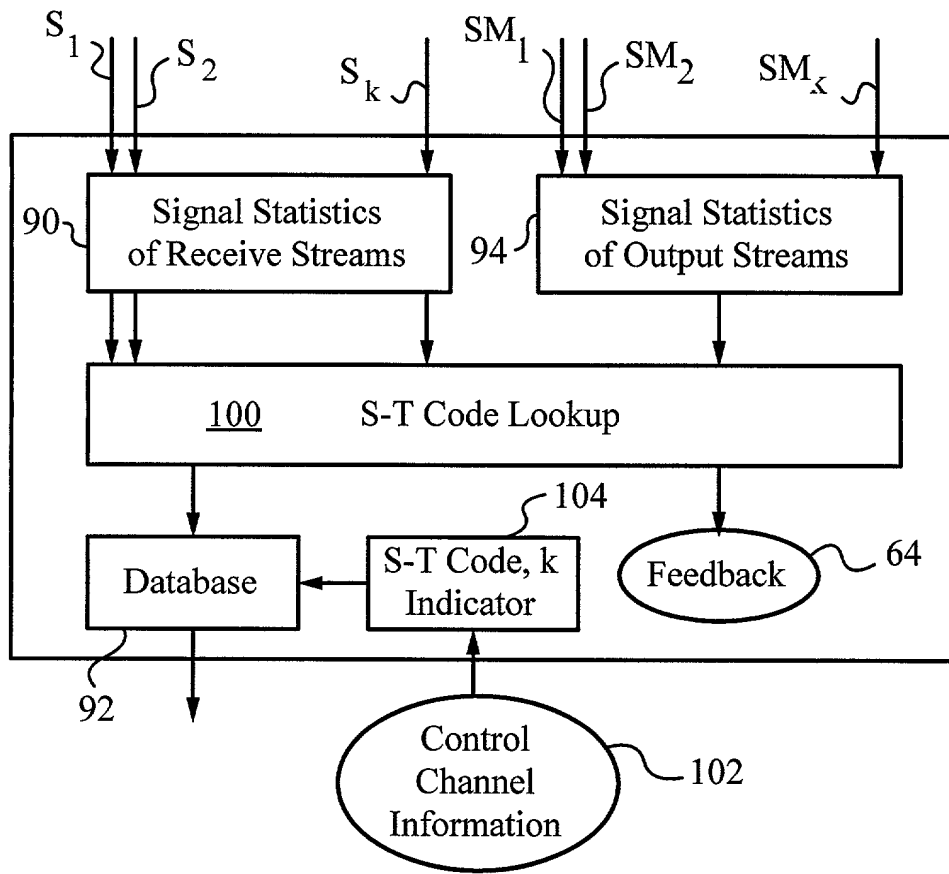 S1 S2 Sk SM1 SM2 SMx
90
Signal Statistics
of Receive Streams
94
Signal Statistics
of Output Streams
100 S-T Code Lookup
104
Database
S-T Code, k
Indicator
Feedback
64
92
Control
Channel
Information
102